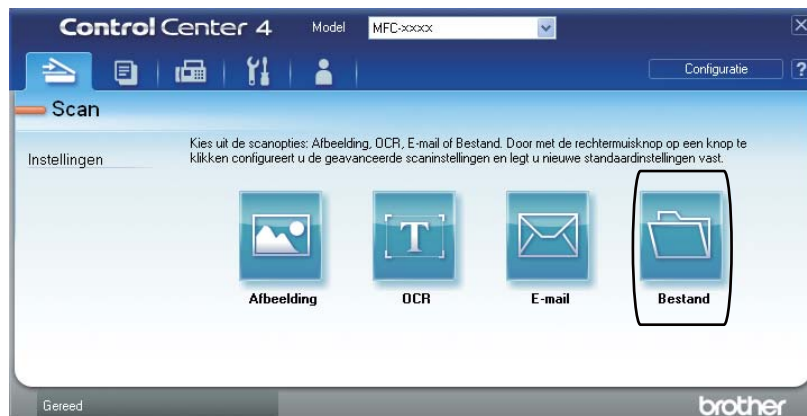 Control Center 4 Model MFC-xxxx
Configuratie ?
Scan
Instellingen
Kies uit de scanopties: Afbeelding, OCR, E-mail of Bestand. Door met de rechtermuisknop op een knop te
klikken configureert u de geavanceerde scaninstellingen en legt u nieuwe standaardinstellingen vast.
T
Afbeelding OCR E-mail Bestand
Gereed brother